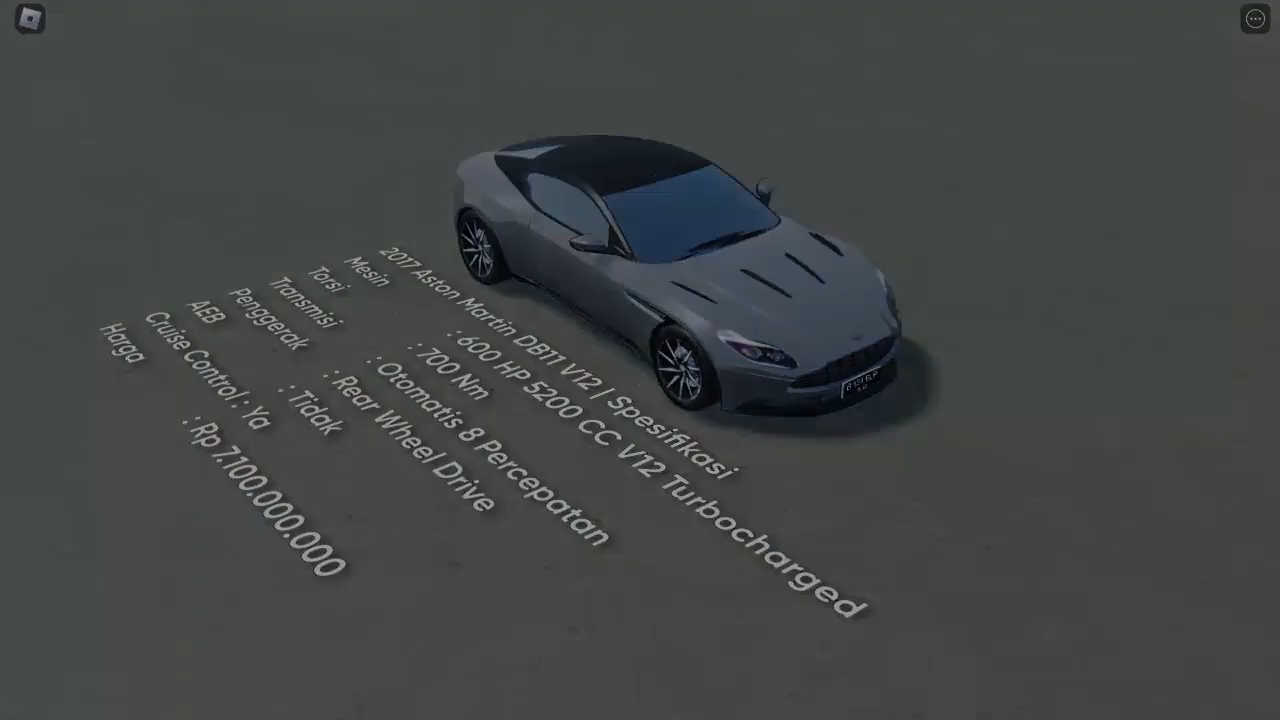 2017 Aston Martin DB11 V12 | Spesifikasi
Mesin : 600 HP 5200 CC V12 Turbocharged
Torsi : 700 Nm
Transmisi : Otomatis 8 Percepatan
Penggerak : Rear Wheel Drive
AEB : Tidak
Cruise Control : Ya
Harga : Rp 7.100.000.000